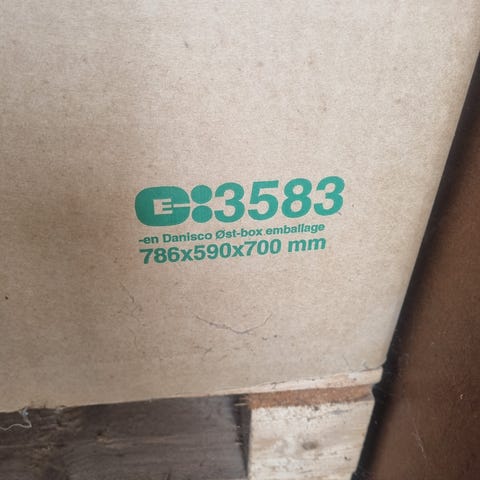 3583
-en Danisco Øst-box emballage
786x590x700 mm